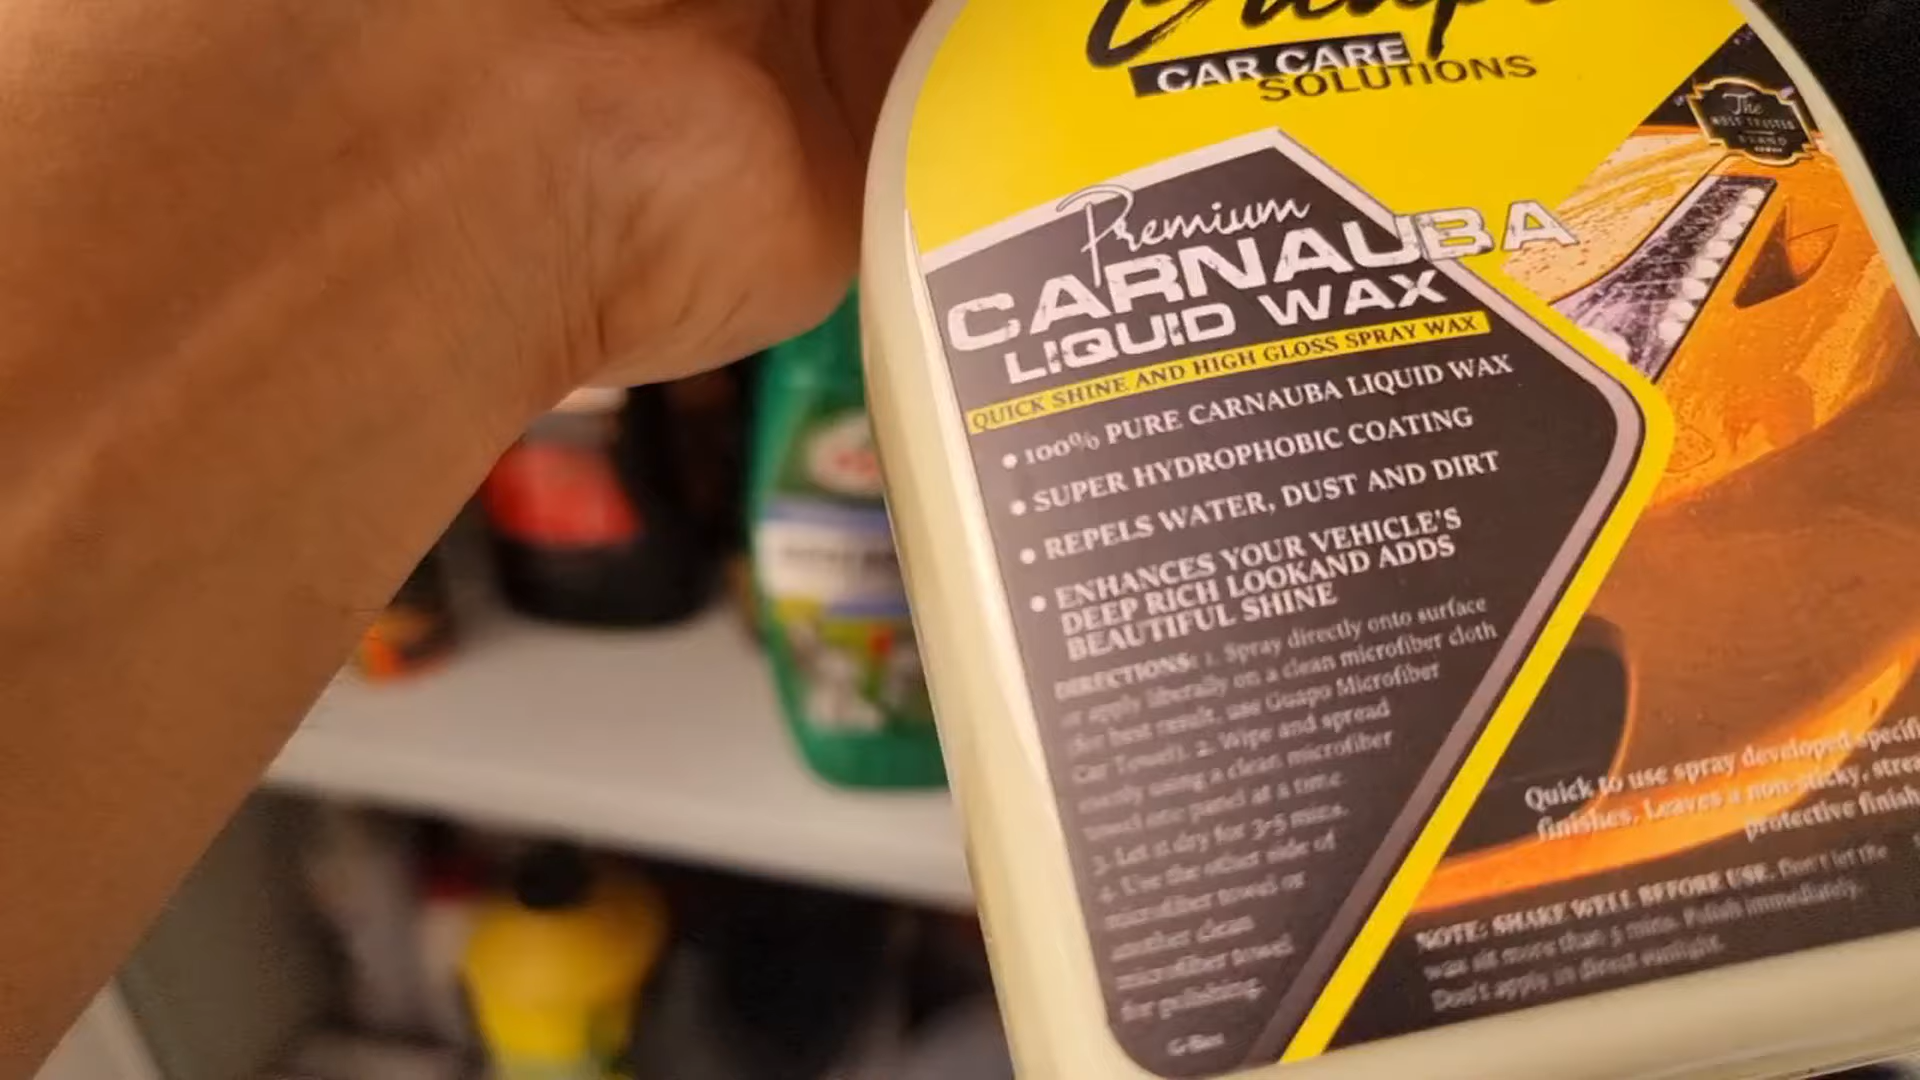 CAR CARE
SOLUTIONS
The
MOST TRUSTED
BRAND
Premium
CARNAUBA
LIQUID WAX
QUICK SHINE AND HIGH GLOSS SPRAY WAX
• 100% PURE CARNAUBA LIQUID WAX
• SUPER HYDROPHOBIC COATING
• REPELS WATER, DUST AND DIRT
• ENHANCES YOUR VEHICLE'S
DEEP RICH LOOKAND ADDS
BEAUTIFUL SHINE
DIRECTIONS: 1. Spray directly onto surface
or apply liberally on a clean microfiber cloth
(for best result, use Guapo Microfiber
Car Towel). 2. Wipe and spread
evenly using a clean microfiber
towel one panel at a time.
3. Let it dry for 3-5 mins.
4. Use the other side of
microfiber towel or
another clean
microfiber towel
for polishing.
Quick to use spray developed specifi
finishes. Leaves a non-sticky, strea
protective finish
NOTE: SHAKE WELL BEFORE USE. Don't let the
wax sit more than 5 mins. Polish immediately.
Don't apply in direct sunlight.